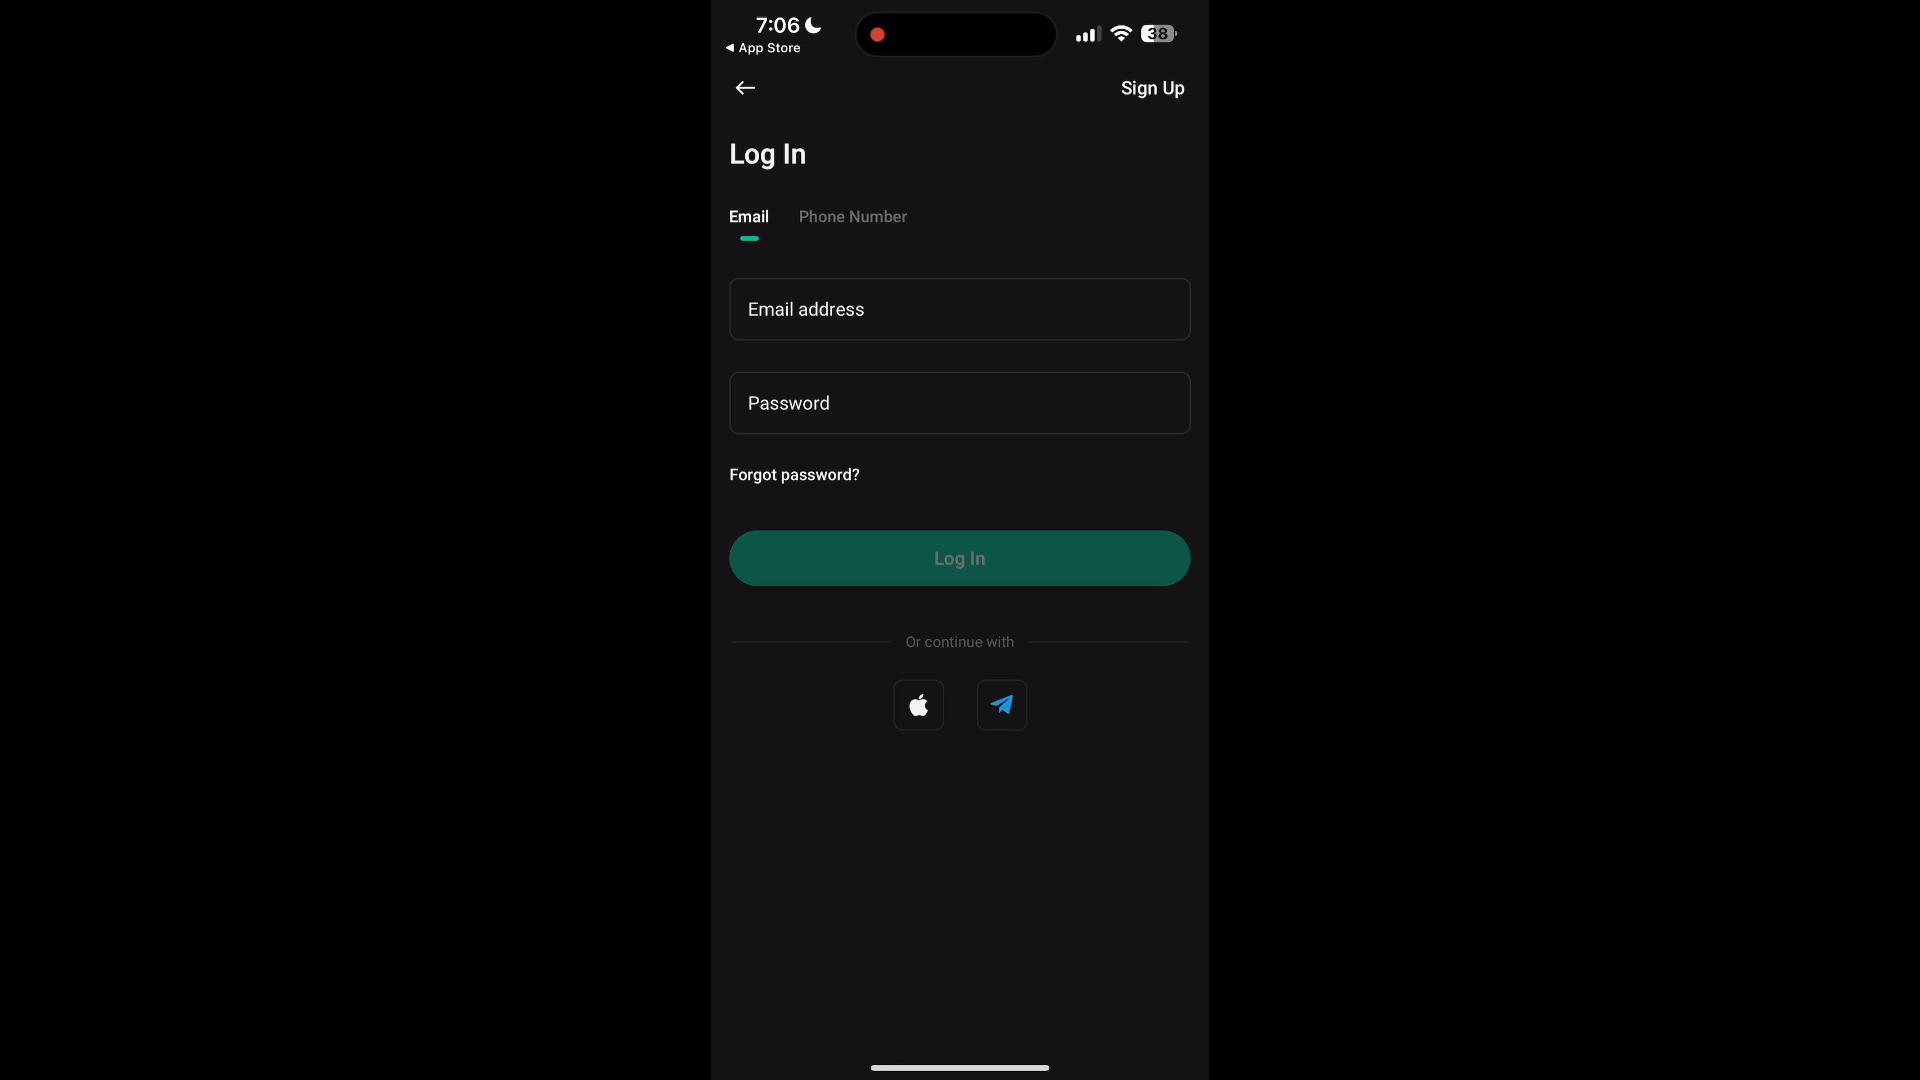 7:06
38
◀ App Store
Sign Up
Log In
Email
Phone Number
Email address
Password
Forgot password?
Log In
Or continue with